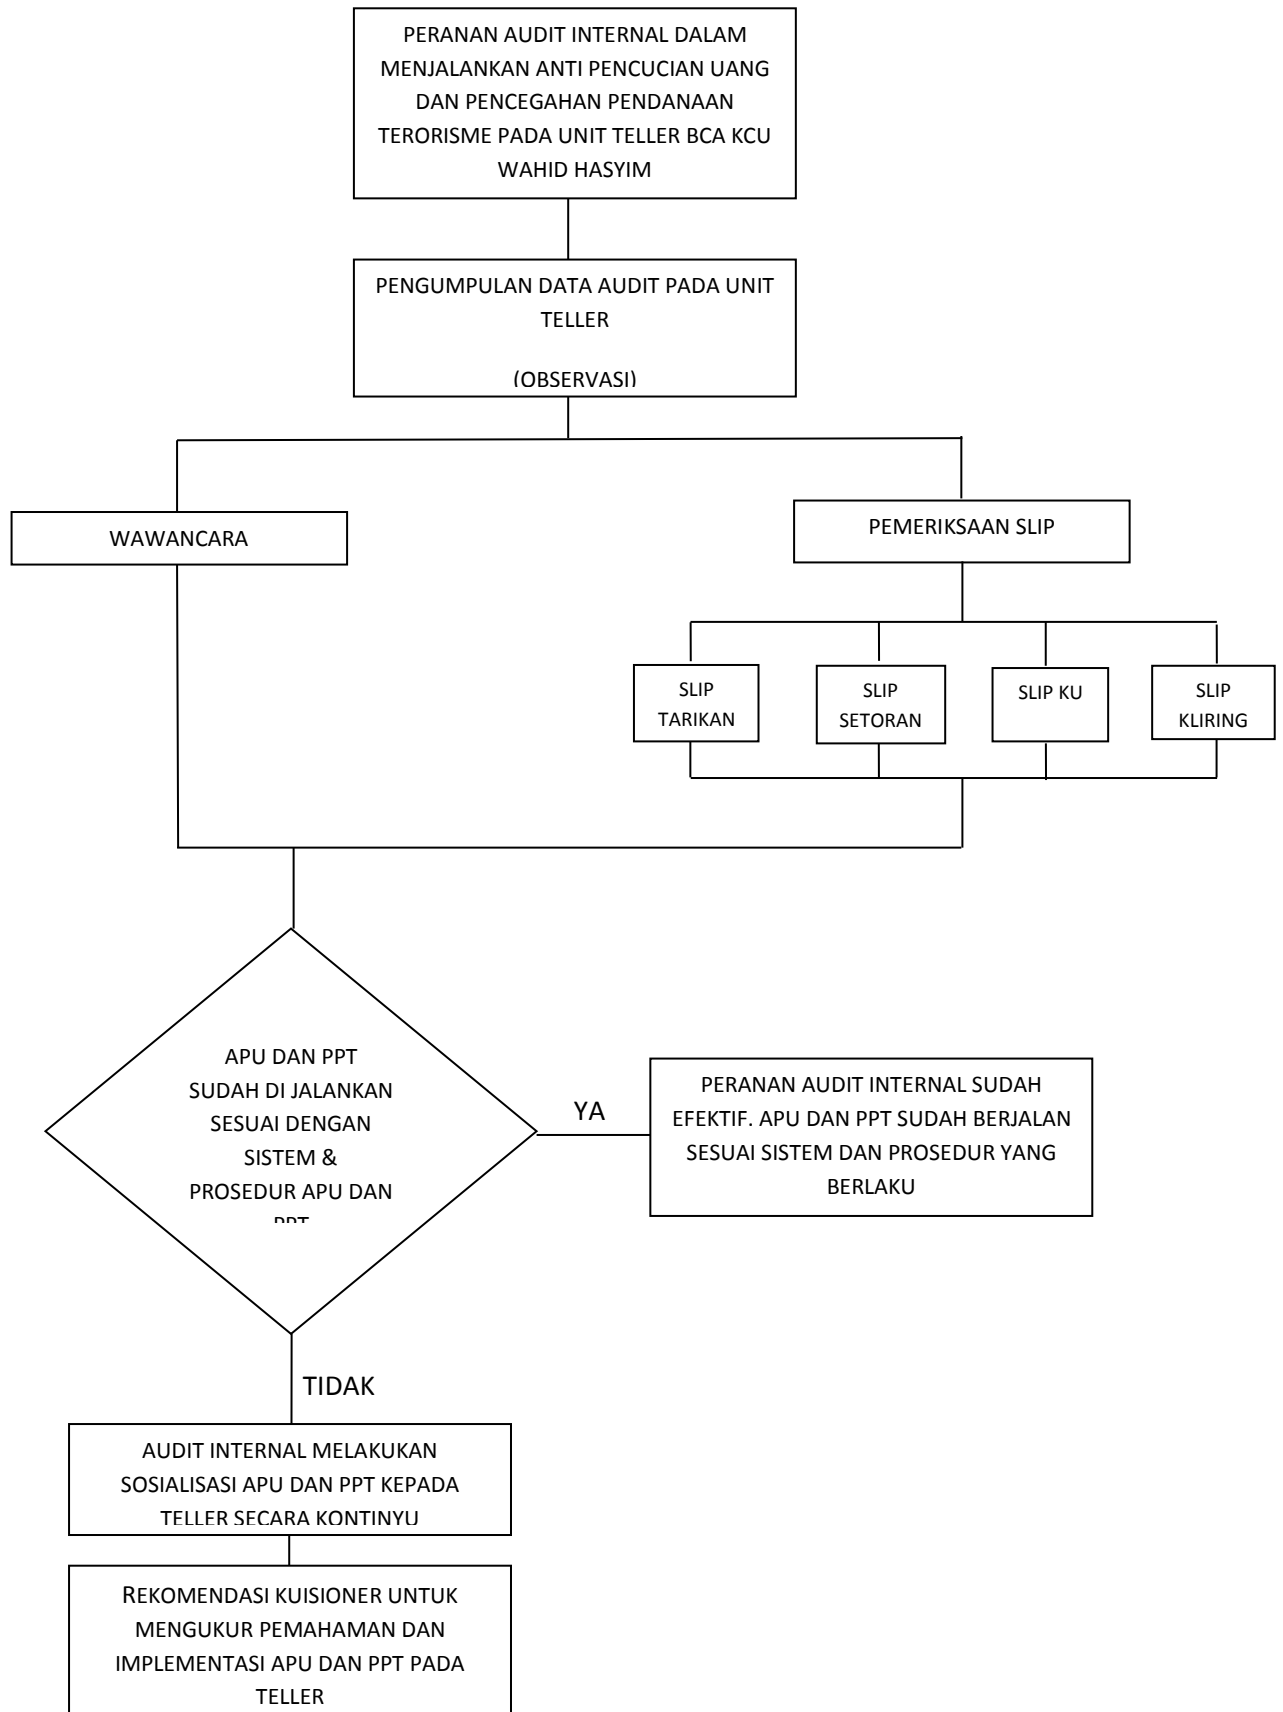 PERANAN AUDIT INTERNAL DALAM
MENJALANKAN ANTI PENCUCIAN UANG
DAN PENCEGAHAN PENDANAAN
TERORISME PADA UNIT TELLER BCA KCU
WAHID HASYIM
PENGUMPULAN DATA AUDIT PADA UNIT
TELLER
(OBSERVASI)
WAWANCARA
PEMERIKSAAN SLIP
SLIP
TARIKAN
SLIP
SETORAN
SLIP KU
SLIP
KLIRING
APU DAN PPT
SUDAH DI JALANKAN
SESUAI DENGAN
SISTEM &
PROSEDUR APU DAN
PPT
YA
PERANAN AUDIT INTERNAL SUDAH
EFEKTIF. APU DAN PPT SUDAH BERJALAN
SESUAI SISTEM DAN PROSEDUR YANG
BERLAKU
TIDAK
AUDIT INTERNAL MELAKUKAN
SOSIALISASI APU DAN PPT KEPADA
TELLER SECARA KONTINYU
REKOMENDASI KUISIONER UNTUK
MENGUKUR PEMAHAMAN DAN
IMPLEMENTASI APU DAN PPT PADA
TELLER